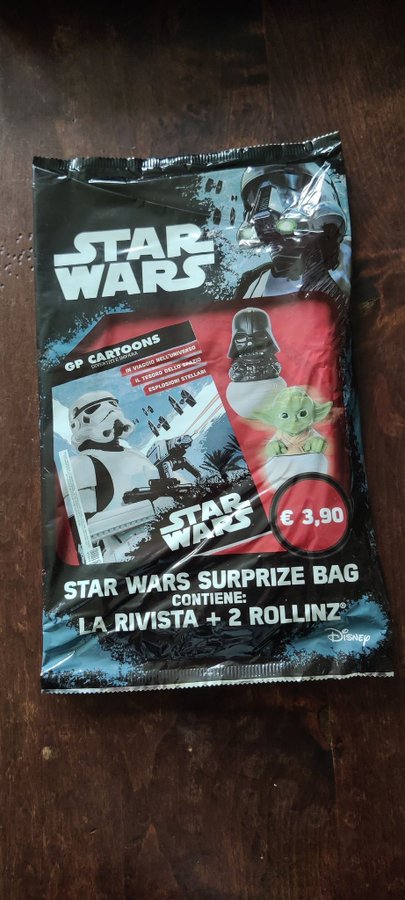 STAR
WARS
GP CARTOONS
DIVERTITI E IMPARA
IN VIAGGIO NELL'UNIVERSO
IL TESORO DELLO SPAZIO
ESPLOSIONI STELLARI
STAR
WARS
€ 3,90
STAR WARS SURPRIZE BAG
CONTIENE:
LA RIVISTA + 2 ROLLINZ®
DISNEY